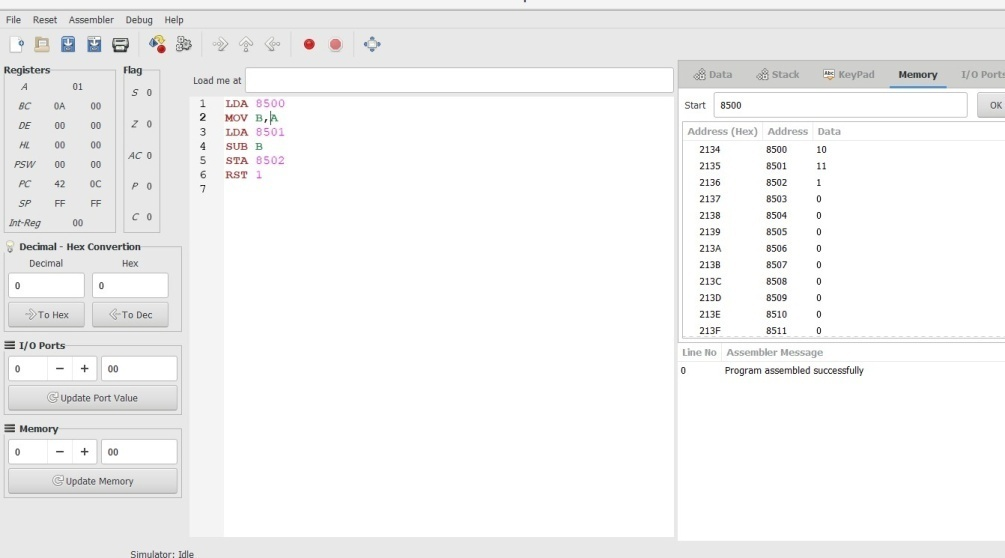 File Reset Assembler Debug Help
Registers
A 01
BC 0A 00
DE 00 00
HL 00 00
PSW 00 00
PC 42 0C
SP FF FF
Int-Reg 00
Flag
S 0
Z 0
AC 0
P 0
C 0
Decimal - Hex Convertion
Decimal Hex
0 0
To Hex To Dec
I/O Ports
0 − + 00
Update Port Value
Memory
0 − + 00
Update Memory
Load me at
1 LDA 8500
2 MOV B,A
3 LDA 8501
4 SUB B
5 STA 8502
6 RST 1
7
Data Stack Abc KeyPad Memory I/O Ports
Start 8500 OK
Address (Hex) Address Data
2134 8500 10
2135 8501 11
2136 8502 1
2137 8503 0
2138 8504 0
2139 8505 0
213A 8506 0
213B 8507 0
213C 8508 0
213D 8509 0
213E 8510 0
213F 8511 0
Line No Assembler Message
0 Program assembled successfully
Simulator: Idle